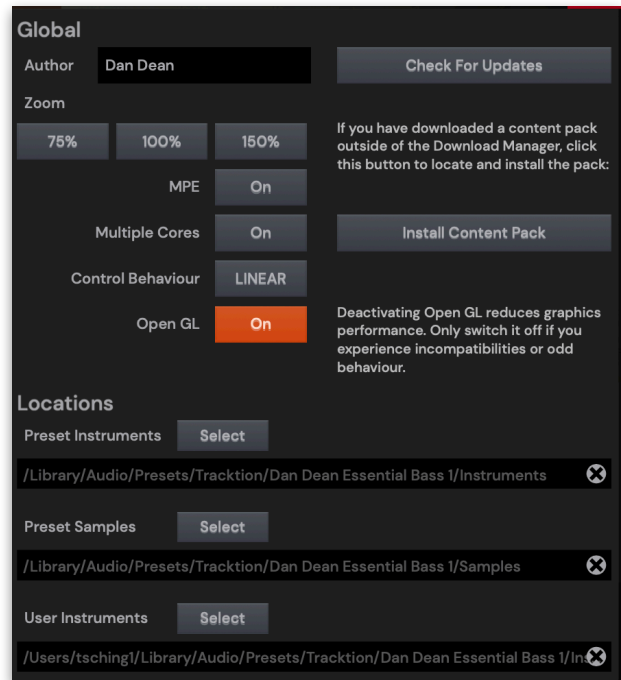 Global
Author Dan Dean Check For Updates
Zoom
75% 100% 150%
If you have downloaded a content pack
outside of the Download Manager, click
this button to locate and install the pack:
MPE On
Multiple Cores On Install Content Pack
Control Behaviour LINEAR
Open GL On
Deactivating Open GL reduces graphics
performance. Only switch it off if you
experience incompatibilities or odd
behaviour.
Locations
Preset Instruments Select
/Library/Audio/Presets/Tracktion/Dan Dean Essential Bass 1/Instruments
Preset Samples Select
/Library/Audio/Presets/Tracktion/Dan Dean Essential Bass 1/Samples
User Instruments Select
/Users/tsching1/Library/Audio/Presets/Tracktion/Dan Dean Essential Bass 1/Ins